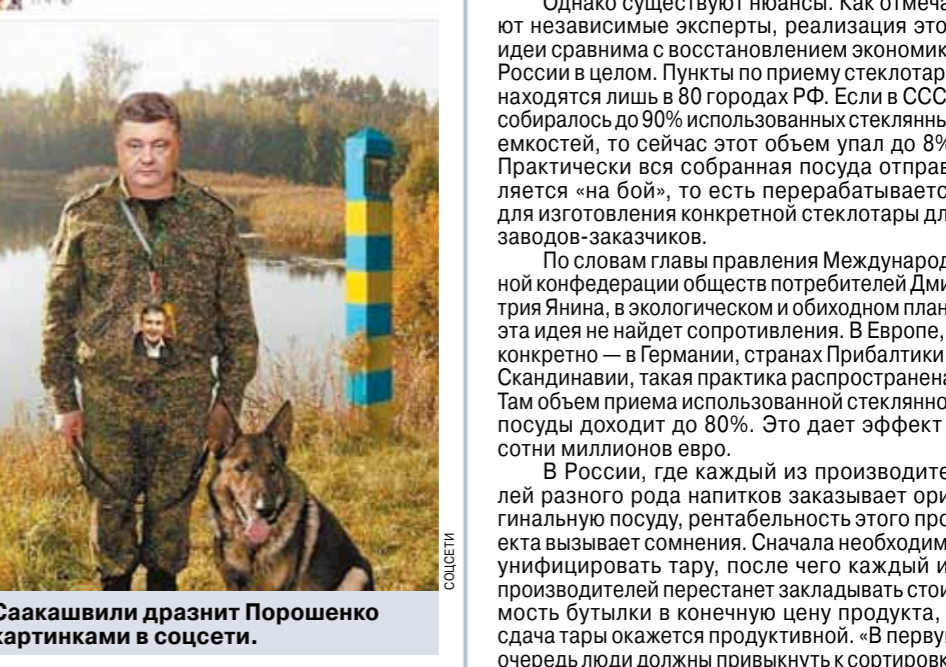 Саакашвили дразнит Порошенко
картинками в соцсети.
СОЦСЕТИ
Однако существуют нюансы. Как отмеча
ют независимые эксперты, реализация это
идеи сравнима с восстановлением экономик
России в целом. Пункты по приему стеклотар
находятся лишь в 80 городах РФ. Если в ССС
собиралось до 90% использованных стеклянны
емкостей, то сейчас этот объем упал до 8%
Практически вся собранная посуда отправ
ляется «на бой», то есть перерабатывается
для изготовления конкретной стеклотары дл
заводов-заказчиков.
По словам главы правления Международ
ной конфедерации обществ потребителей Дми
трия Янина, в экологическом и обиходном план
эта идея не найдет сопротивления. В Европе,
конкретно — в Германии, странах Прибалтики
Скандинавии, такая практика распространена
Там объем приема использованной стеклянно
посуды доходит до 80%. Это дает эффект
сотни миллионов евро.
В России, где каждый из производите
лей разного рода напитков заказывает ори
гинальную посуду, рентабельность этого про
екта вызывает сомнения. Сначала необходим
унифицировать тару, после чего каждый и
производителей перестанет закладывать стои
мость бутылки в конечную цену продукта,
сдача тары окажется продуктивной. «В перву
очередь люди должны привыкнуть к сортировк